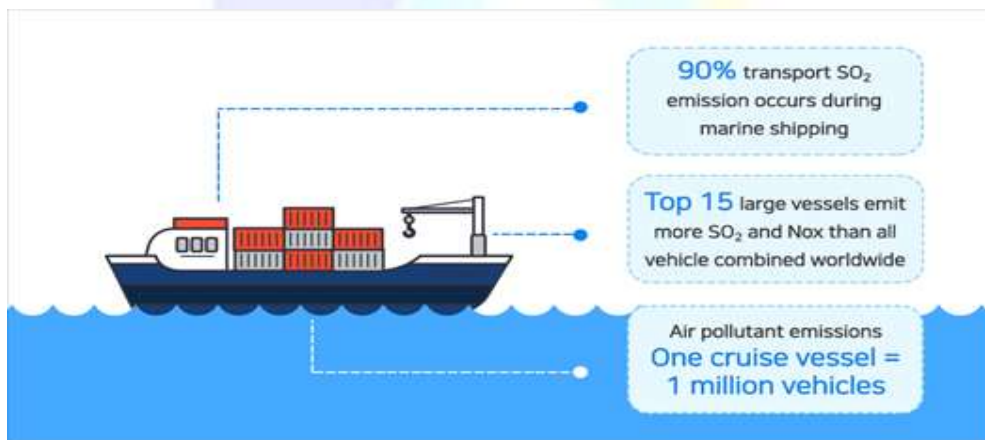 90% transport SO₂
emission occurs during
marine shipping
Top 15 large vessels emit
more SO₂ and Nox than all
vehicle combined worldwide
Air pollutant emissions
One cruise vessel =
1 million vehicles